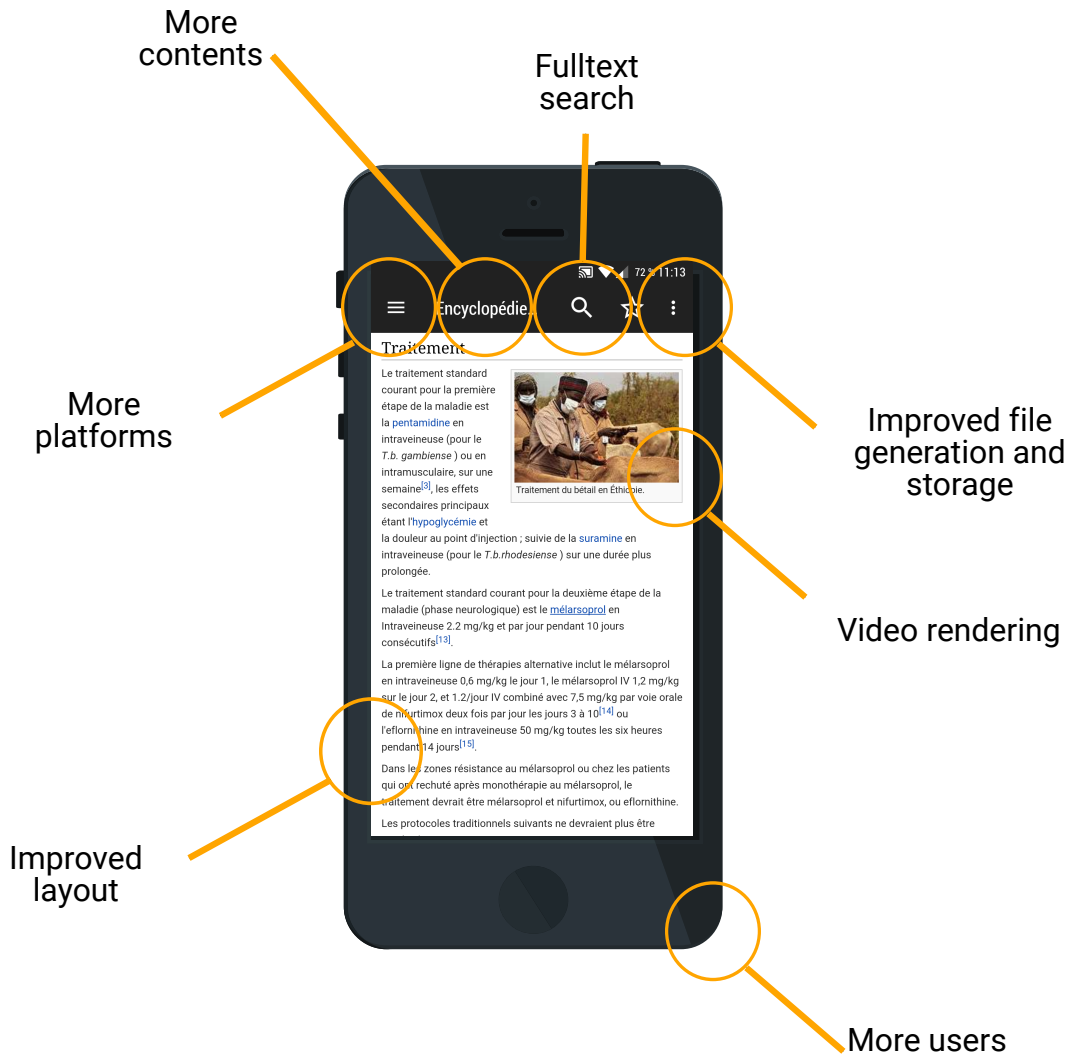 More
contents
Fulltext
search
72 % 11:13
Encyclopédie..
More
platforms
Improved file
generation and
storage
Video rendering
Improved
layout
More users
Traitement
Le traitement standard
courant pour la première
étape de la maladie est
la pentamidine en
intraveineuse (pour le
T.b. gambiense ) ou en
intramusculaire, sur une
semaine[3], les effets
secondaires principaux
étant l'hypoglycémie et
la douleur au point d'injection ; suivie de la suramine en
intraveineuse (pour le T.b.rhodesiense ) sur une durée plus
prolongée.
Traitement du bétail en Éthiopie.
Le traitement standard courant pour la deuxième étape de la
maladie (phase neurologique) est le mélarsoprol en
Intraveineuse 2.2 mg/kg et par jour pendant 10 jours
consécutifs[13].
La première ligne de thérapies alternative inclut le mélarsoprol
en intraveineuse 0,6 mg/kg le jour 1, le mélarsoprol IV 1,2 mg/kg
sur le jour 2, et 1.2/jour IV combiné avec 7,5 mg/kg par voie orale
de nifurtimox deux fois par jour les jours 3 à 10[14] ou
l'eflornithine en intraveineuse 50 mg/kg toutes les six heures
pendant 14 jours[15].
Dans les zones résistance au mélarsoprol ou chez les patients
qui ont rechuté après monothérapie au mélarsoprol, le
traitement devrait être mélarsoprol et nifurtimox, ou eflornithine.
Les protocoles traditionnels suivants ne devraient plus être